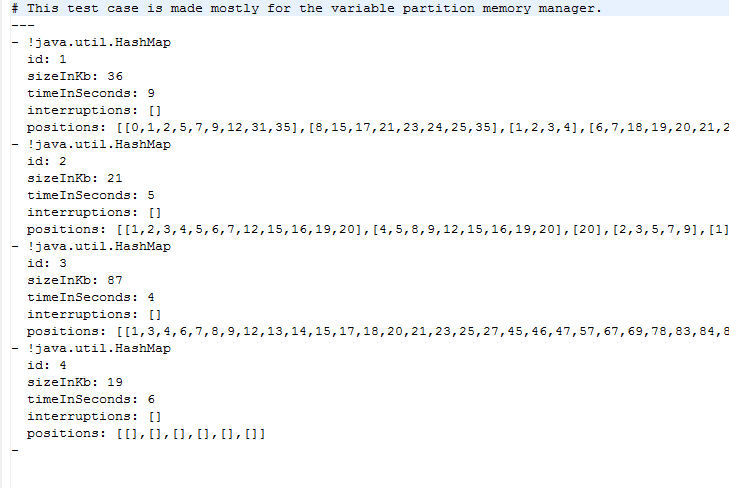 # This test case is made mostly for the variable partition memory manager.
---
- !java.util.HashMap
  id: 1
  sizeInKb: 36
  timeInSeconds: 9
  interruptions: []
  positions: [[0,1,2,5,7,9,12,31,35],[8,15,17,21,23,24,25,35],[1,2,3,4],[6,7,18,19,20,21,2
- !java.util.HashMap
  id: 2
  sizeInKb: 21
  timeInSeconds: 5
  interruptions: []
  positions: [[1,2,3,4,5,6,7,12,15,16,19,20],[4,5,8,9,12,15,16,19,20],[20],[2,3,5,7,9],[1]
- !java.util.HashMap
  id: 3
  sizeInKb: 87
  timeInSeconds: 4
  interruptions: []
  positions: [[1,3,4,6,7,8,9,12,13,14,15,17,18,20,21,23,25,27,45,46,47,57,67,69,78,83,84,8
- !java.util.HashMap
  id: 4
  sizeInKb: 19
  timeInSeconds: 6
  interruptions: []
  positions: [[],[],[],[],[],[]]
-